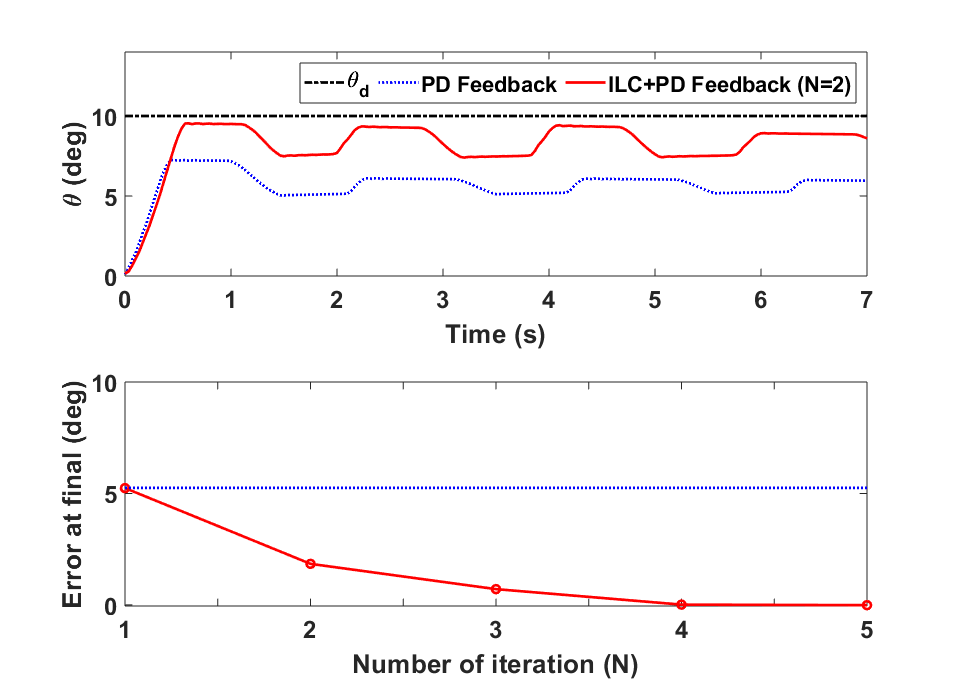 θd PD Feedback ILC+PD Feedback (N=2)
10
5
0
θ (deg)
0 1 2 3 4 5 6 7
Time (s)
10
5
0
Error at final (deg)
1 2 3 4 5
Number of iteration (N)